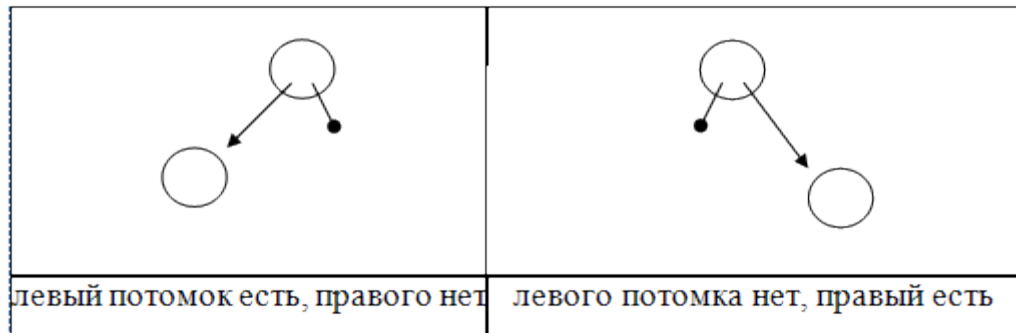 левый потомок есть, правого нет
левого потомка нет, правый есть